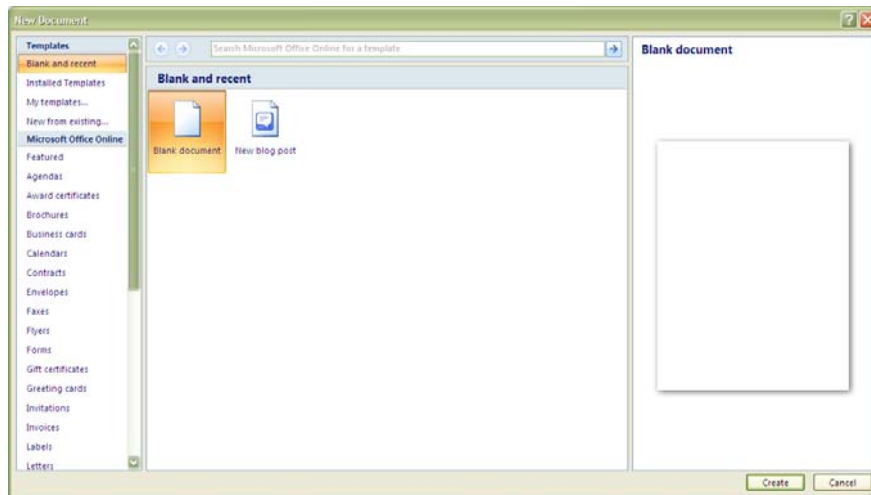 New Document
Templates
Blank and recent
Installed Templates
My templates...
New from existing...
Microsoft Office Online
Featured
Agendas
Award certificates
Brochures
Business cards
Calendars
Contracts
Envelopes
Faxes
Flyers
Forms
Gift certificates
Greeting cards
Invitations
Invoices
Labels
Letters
Search Microsoft Office Online for a template
Blank and recent
Blank document
New blog post
Blank document
Create
Cancel